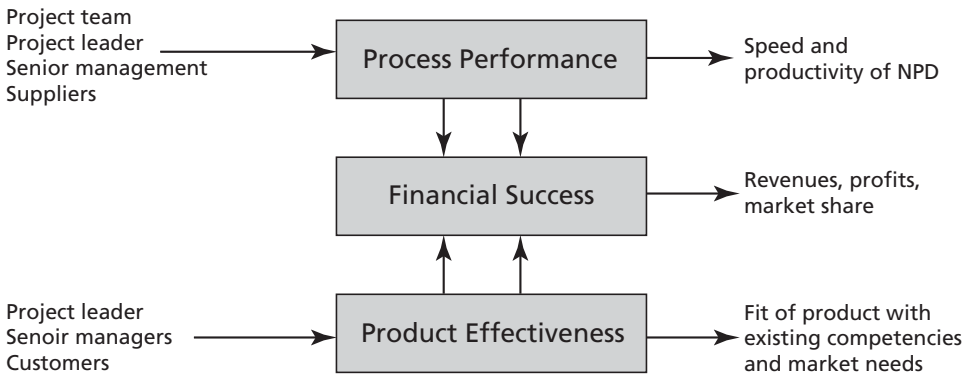 Project team
Project leader
Senior management
Suppliers
Process Performance
Speed and
productivity of NPD
Financial Success
Revenues, profits,
market share
Project leader
Senoir managers
Customers
Product Effectiveness
Fit of product with
existing competencies
and market needs